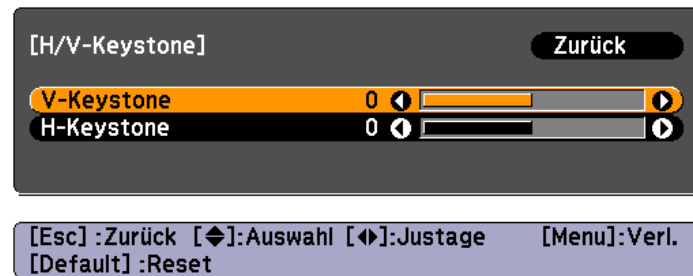 [H/V-Keystone] Zurück
V-Keystone 0
H-Keystone 0
[Esc] :Zurück [◆]:Auswahl [◆]:Justage [Menu]:Verl.
[Default] :Reset